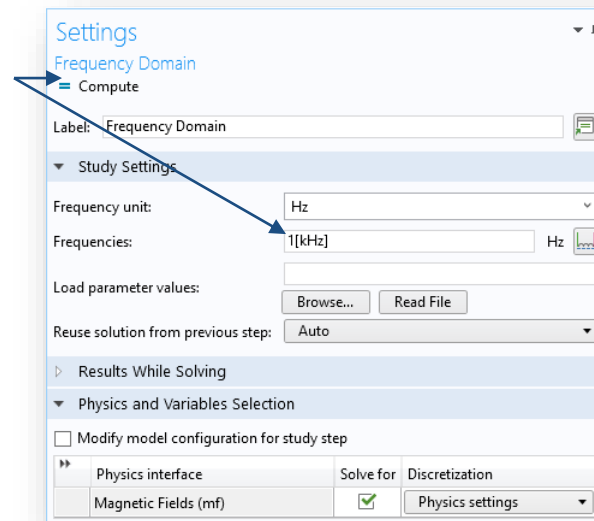 Settings
Frequency Domain
= Compute
Label: Frequency Domain
Study Settings
Frequency unit: Hz
Frequencies: 1[kHz] Hz
Load parameter values:
Browse... Read File
Reuse solution from previous step: Auto
Results While Solving
Physics and Variables Selection
Modify model configuration for study step
Physics interface Solve for Discretization
Magnetic Fields (mf) Physics settings